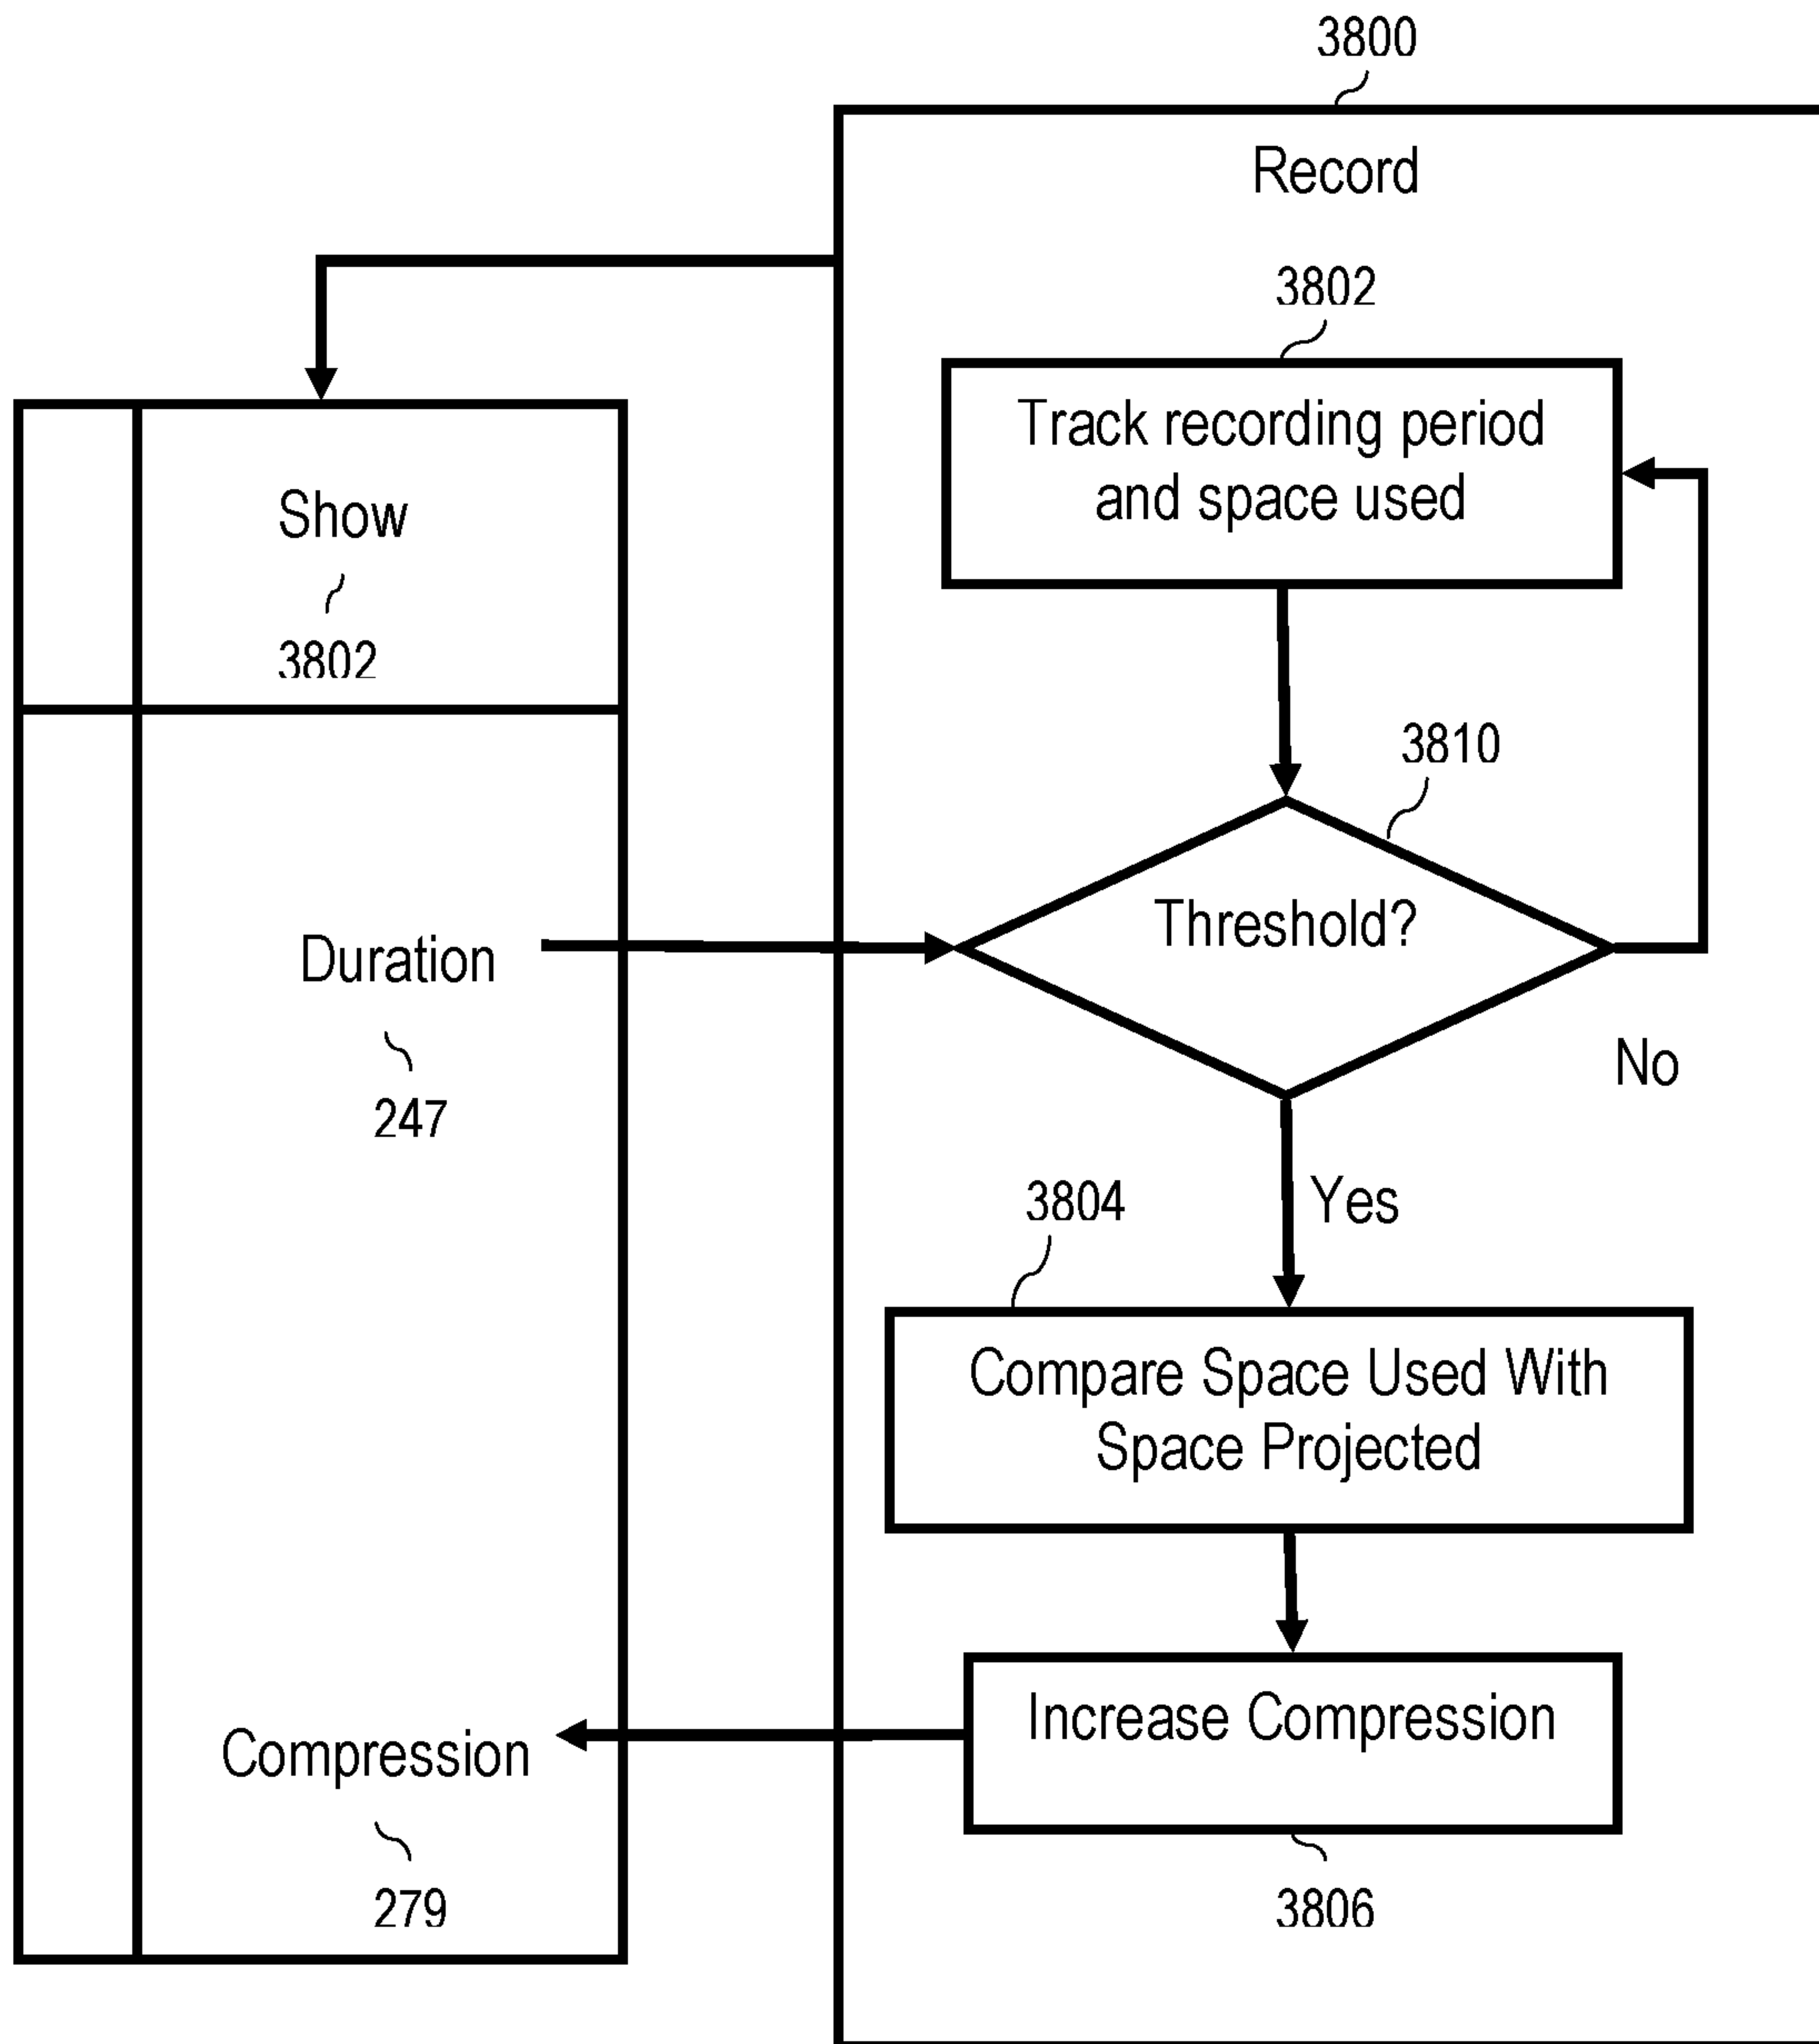 3800
Record
3802
Track recording period
and space used
Show
3802
3810
Threshold?
Duration
247
No
Yes
3804
Compare Space Used With
Space Projected
Increase Compression
Compression
279
3806